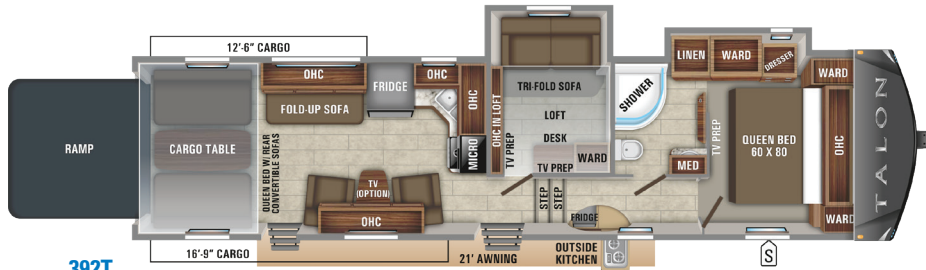 12'-6" CARGO
OHC
FRIDGE
OHC
FOLD-UP SOFA
RAMP
CARGO TABLE
QUEEN BED W/ REAR
CONVERTIBLE SOFAS
TV
(OPTION)
OHC
OHC
MICRO
OHC IN LOFT
TV PREP
TRI-FOLD SOFA
LOFT
DESK
TV PREP
WARD
STEP
STEP
FRIDGE
SHOWER
LINEN
WARD
DRESSER
MED
TV PREP
QUEEN BED
60 X 80
WARD
OHC
WARD
TALON
16'-9" CARGO
21' AWNING
OUTSIDE
KITCHEN
S
392T